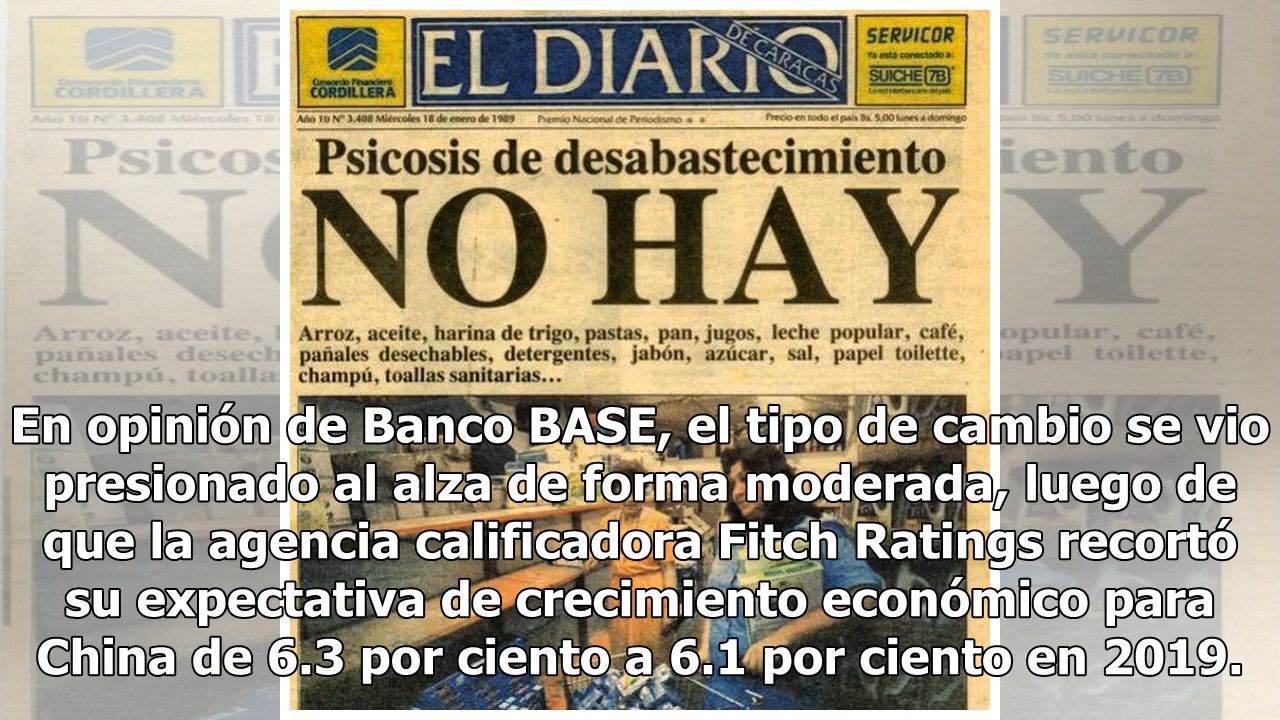 Consorcio Financiero
CORDILLERA
EL DIARIO
DE CARACAS
SERVICOR
Ya está conectado a:
SUICHE 7B
La red interbancaria del país
Año 10 Nº 3.408 Miércoles 18 de enero de 1989
Premio Nacional de Periodismo
Precio en todo el país Bs. 5,00 lunes a domingo
Psicosis de desabastecimiento
NO HAY
Arroz, aceite, harina de trigo, pastas, pan, jugos, leche popular, café,
pañales desechables, detergentes, jabón, azúcar, sal, papel toilette,
champú, toallas sanitarias...
En opinión de Banco BASE, el tipo de cambio se vio
presionado al alza de forma moderada, luego de
que la agencia calificadora Fitch Ratings recortó
su expectativa de crecimiento económico para
China de 6.3 por ciento a 6.1 por ciento en 2019.